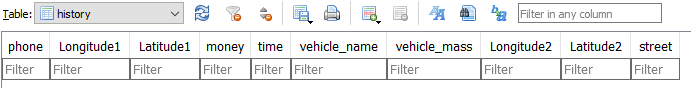 Table: history Filter in any column
phone Longitude1 Latitude1 money time vehicle_name vehicle_mass Longitude2 Latitude2 street
Filter Filter Filter Filter Filter Filter Filter Filter Filter Filter